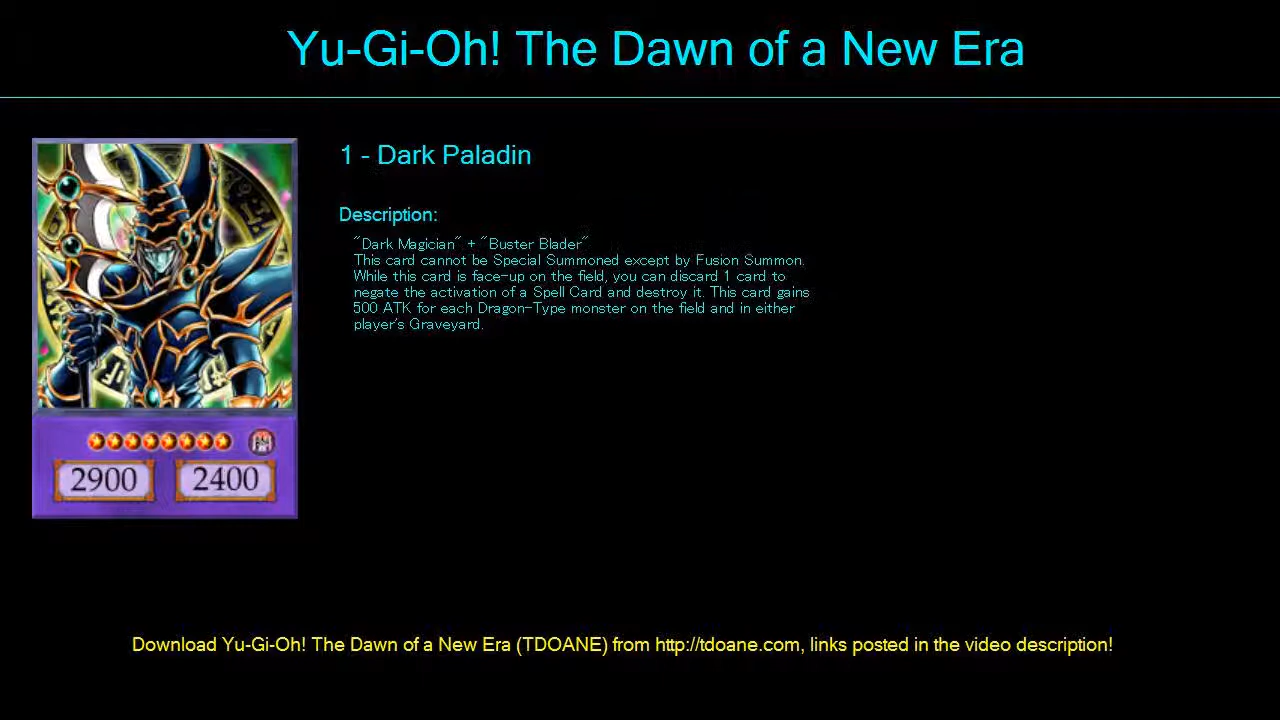 Yu-Gi-Oh! The Dawn of a New Era
1 - Dark Paladin
Description:
"Dark Magician" + "Buster Blader"
This card cannot be Special Summoned except by Fusion Summon.
While this card is face-up on the field, you can discard 1 card to
negate the activation of a Spell Card and destroy it. This card gains
500 ATK for each Dragon-Type monster on the field and in either
player's Graveyard.
2900 2400
Download Yu-Gi-Oh! The Dawn of a New Era (TDOANE) from http://tdoane.com, links posted in the video description!